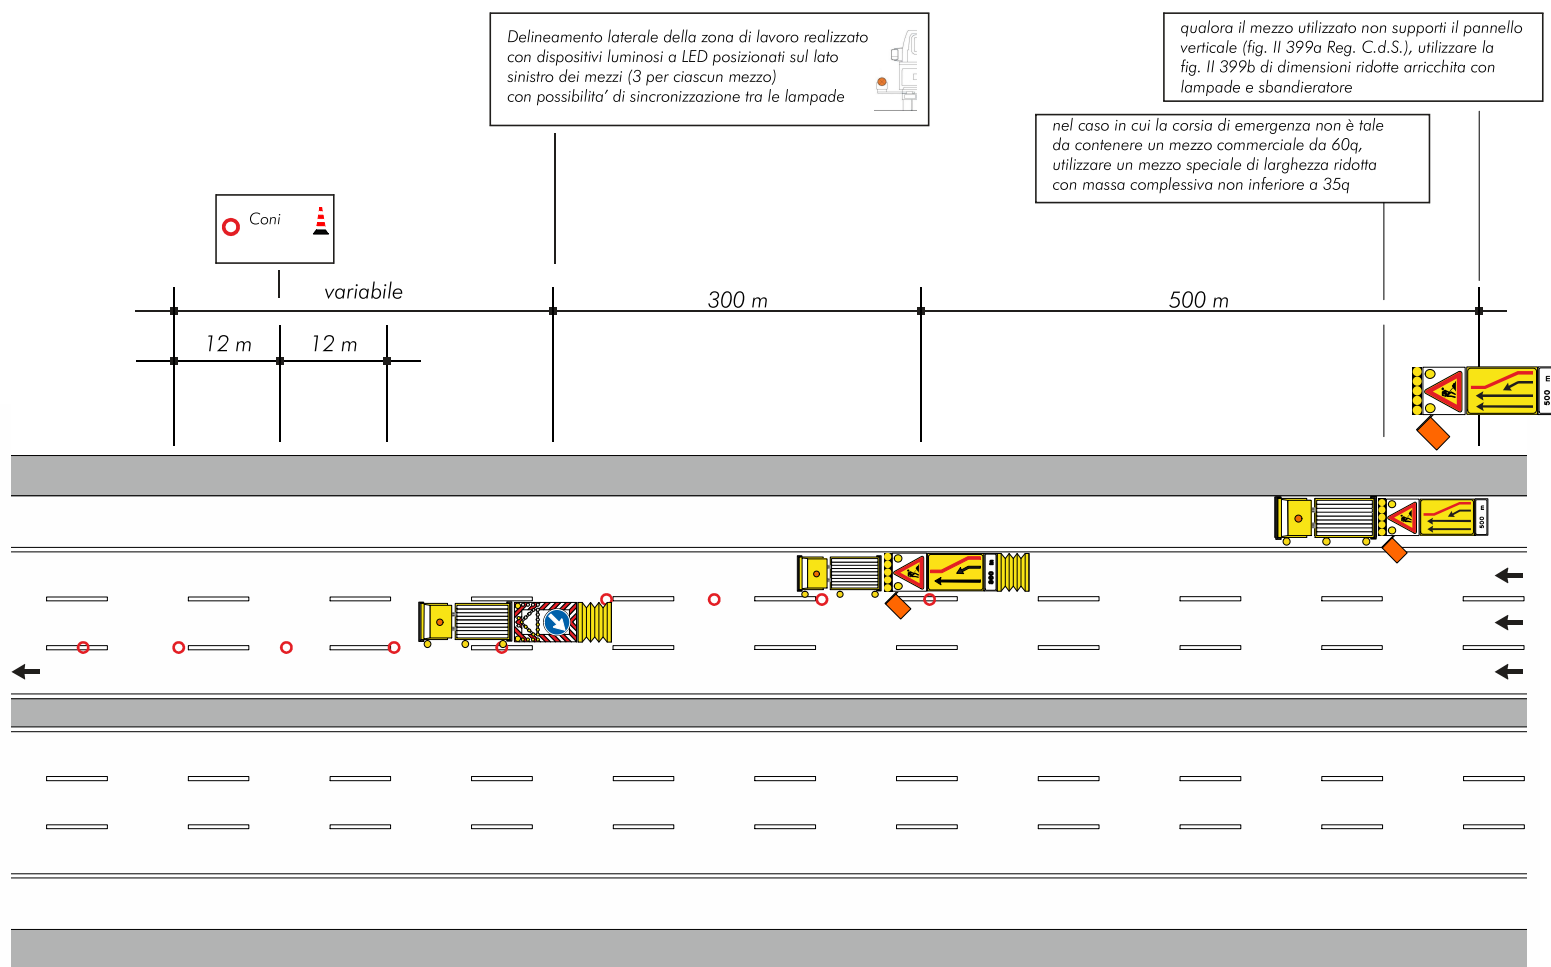 Delineamento laterale della zona di lavoro realizzato
con dispositivi luminosi a LED posizionati sul lato
sinistro dei mezzi (3 per ciascun mezzo)
con possibilita’ di sincronizzazione tra le lampade
qualora il mezzo utilizzato non supporti il pannello
verticale (fig. II 399a Reg. C.d.S.), utilizzare la
fig. II 399b di dimensioni ridotte arricchita con
lampade e sbandieratore
nel caso in cui la corsia di emergenza non è tale
da contenere un mezzo commerciale da 60q,
utilizzare un mezzo speciale di larghezza ridotta
con massa complessiva non inferiore a 35q
Coni
variabile
300 m
500 m
12 m
12 m
500 m
500 m